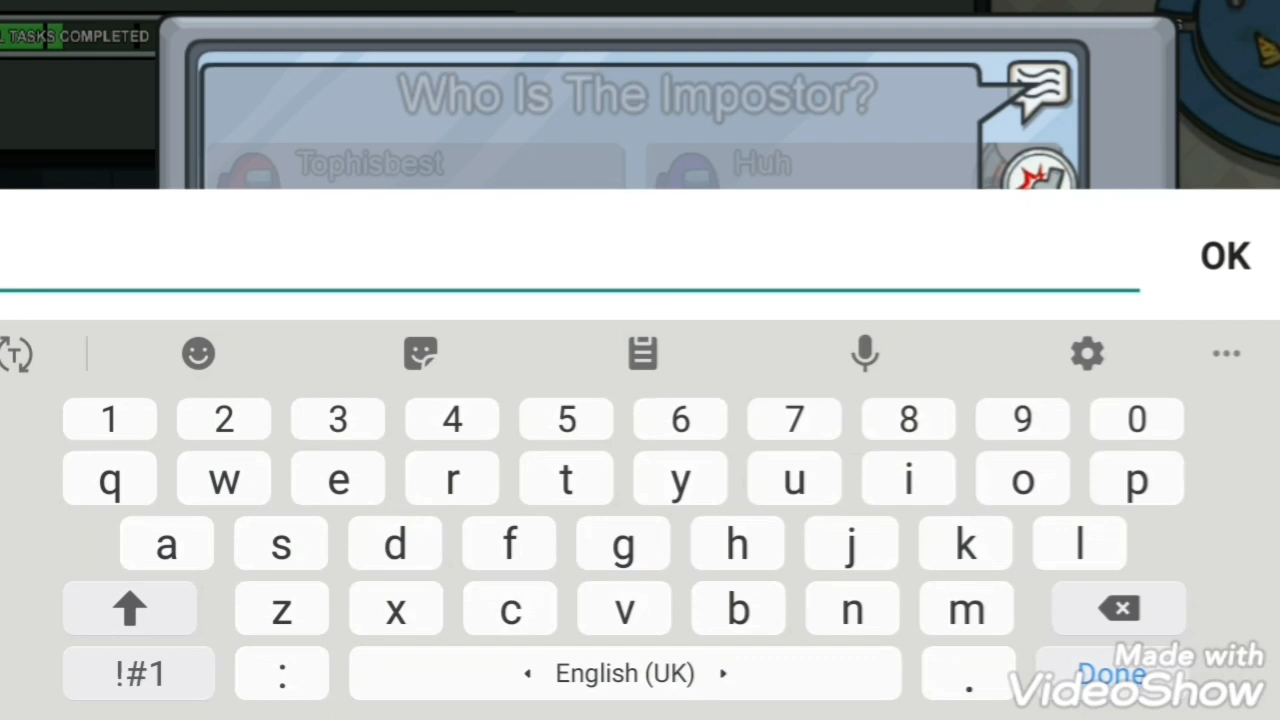 L TASKS COMPLETED
Who Is The Impostor?
Tophisbest
Huh
OK
T
1 2 3 4 5 6 7 8 9 0
q w e r t y u i o p
a s d f g h j k l
z x c v b n m
!#1 : English (UK) . Done
Made with
VideoShow